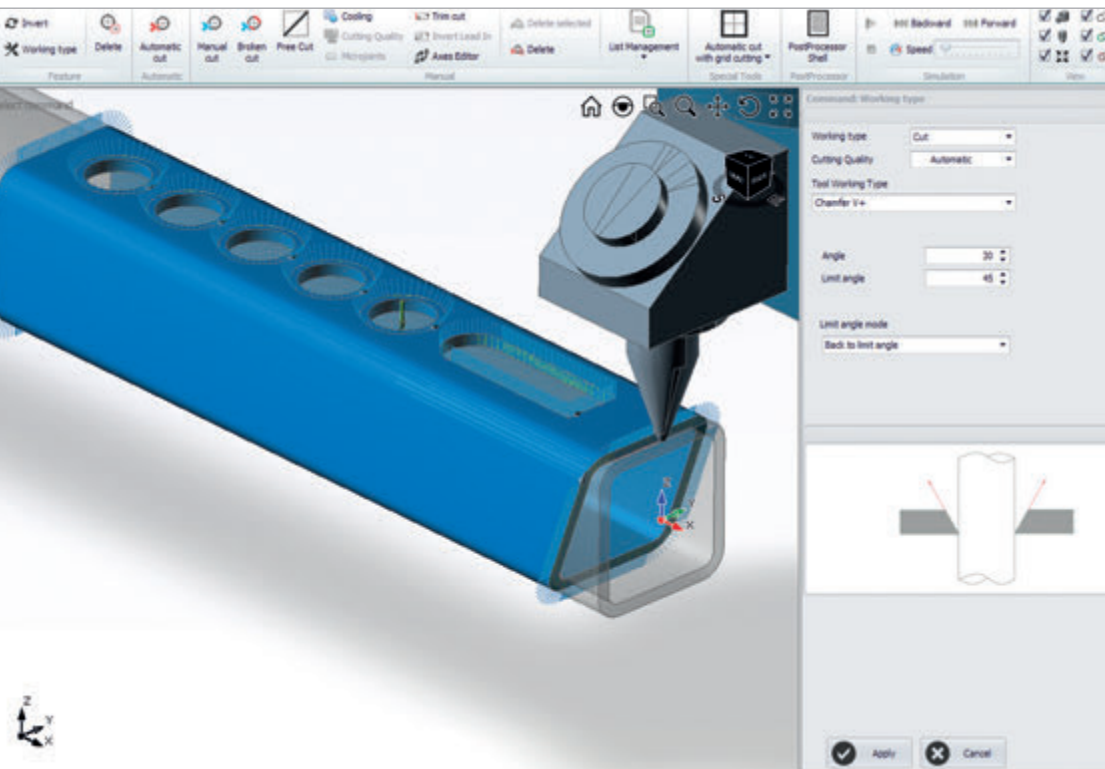 Invert
Working type
Feature
Delete
Automatic cut
Automatic
Manual cut
Broken cut
Free Cut
Cooling
Cutting Quality
Microjoints
Trim cut
Invert Lead In
Axes Editor
Manual
Delete selected
Delete
List Management
Automatic cut with grid cutting
Special Tools
PostProcessor Shell
PostProcessor
Backward
Forward
Speed
Simulation
View
select command
Command: Working type
Working type
Cut
Cutting Quality
Automatic
Tool Working Type
Chamfer V+
Angle
30
Limit angle
45
Limit angle mode
Back to limit angle
Z
Y
X
Z
Y
X
Apply
Cancel